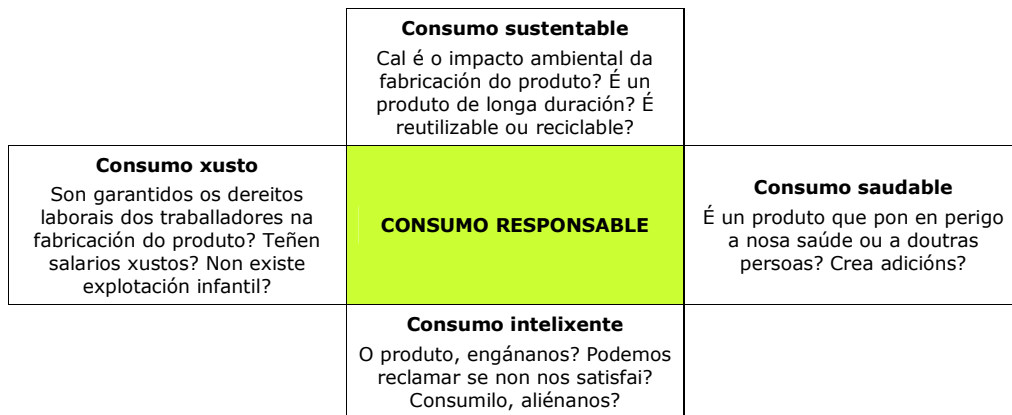 Consumo sustentable
Cal é o impacto ambiental da
fabricación do produto? É un
produto de longa duración? É
reutilizable ou reciclable?
Consumo xusto
Son garantidos os dereitos
laborais dos traballadores na
fabricación do produto? Teñen
salarios xustos? Non existe
explotación infantil?
CONSUMO RESPONSABLE
Consumo saudable
É un produto que pon en perigo
a nosa saúde ou a doutras
persoas? Crea adicións?
Consumo intelixente
O produto, engánanos? Podemos
reclamar se non nos satisfai?
Consumilo, aliénanos?